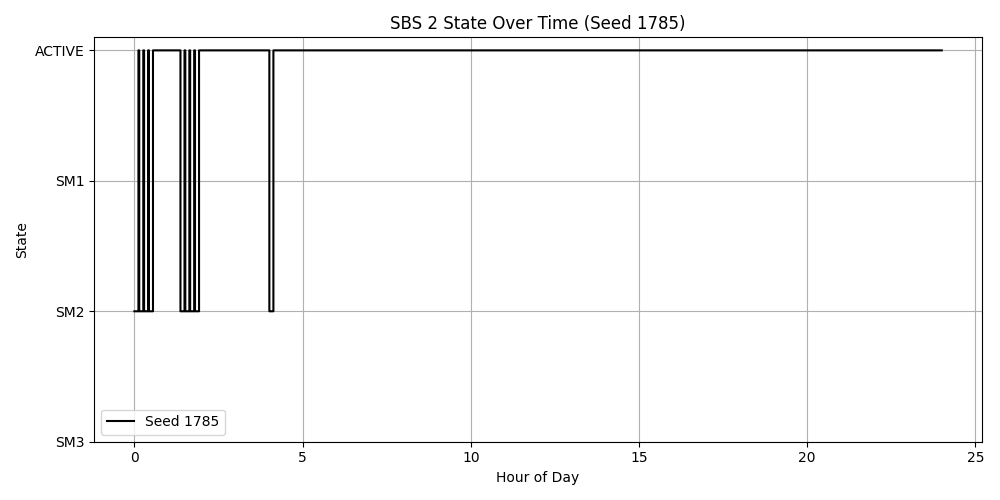 SBS 2 State Over Time (Seed 1785)
ACTIVE
SM1
SM2
SM3
State
Seed 1785
0 5 10 15 20 25
Hour of Day